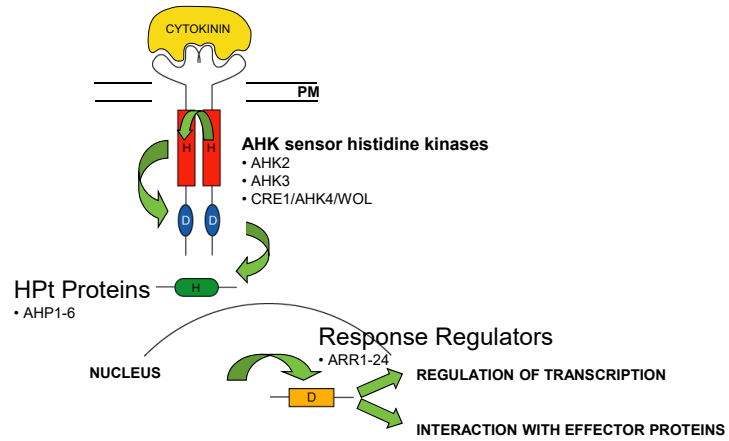 CYTOKININ
PM
H H
AHK sensor histidine kinases
• AHK2
• AHK3
• CRE1/AHK4/WOL
D D
H
HPt Proteins
• AHP1-6
Response Regulators
• ARR1-24
NUCLEUS
REGULATION OF TRANSCRIPTION
D
INTERACTION WITH EFFECTOR PROTEINS